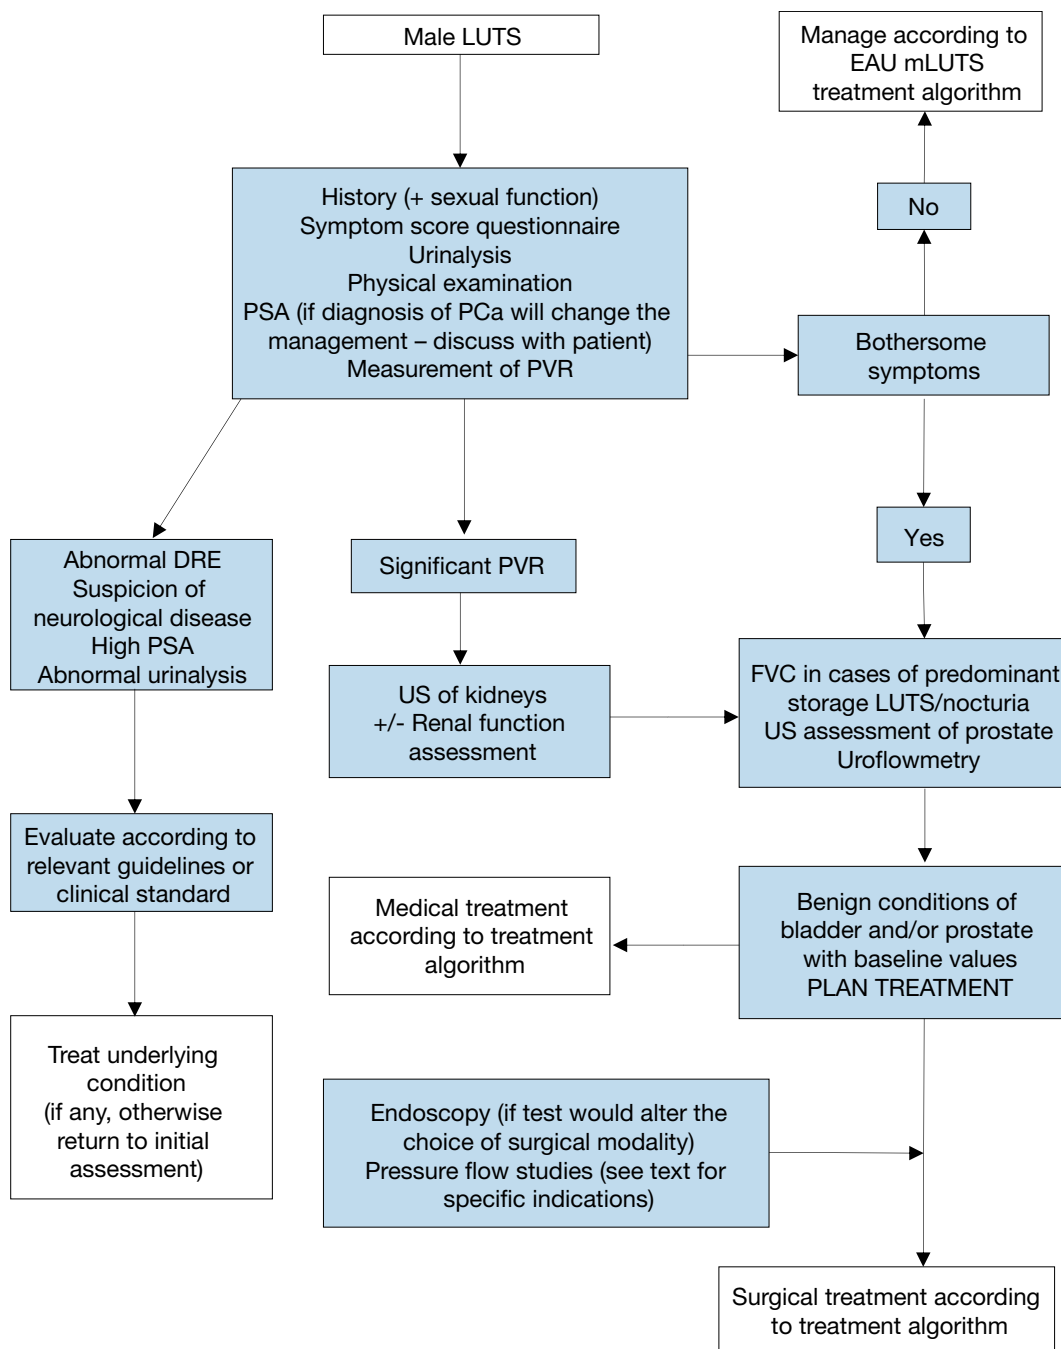 Male LUTS
Manage according to
EAU mLUTS
treatment algorithm
No
History (+ sexual function)
Symptom score questionnaire
Urinalysis
Physical examination
PSA (if diagnosis of PCa will change the
management – discuss with patient)
Measurement of PVR
Bothersome
symptoms
Yes
Abnormal DRE
Suspicion of
neurological disease
High PSA
Abnormal urinalysis
Significant PVR
US of kidneys
+/- Renal function
assessment
FVC in cases of predominant
storage LUTS/nocturia
US assessment of prostate
Uroflowmetry
Evaluate according to
relevant guidelines or
clinical standard
Medical treatment
according to treatment
algorithm
Benign conditions of
bladder and/or prostate
with baseline values
PLAN TREATMENT
Treat underlying
condition
(if any, otherwise
return to initial
assessment)
Endoscopy (if test would alter the
choice of surgical modality)
Pressure flow studies (see text for
specific indications)
Surgical treatment according
to treatment algorithm